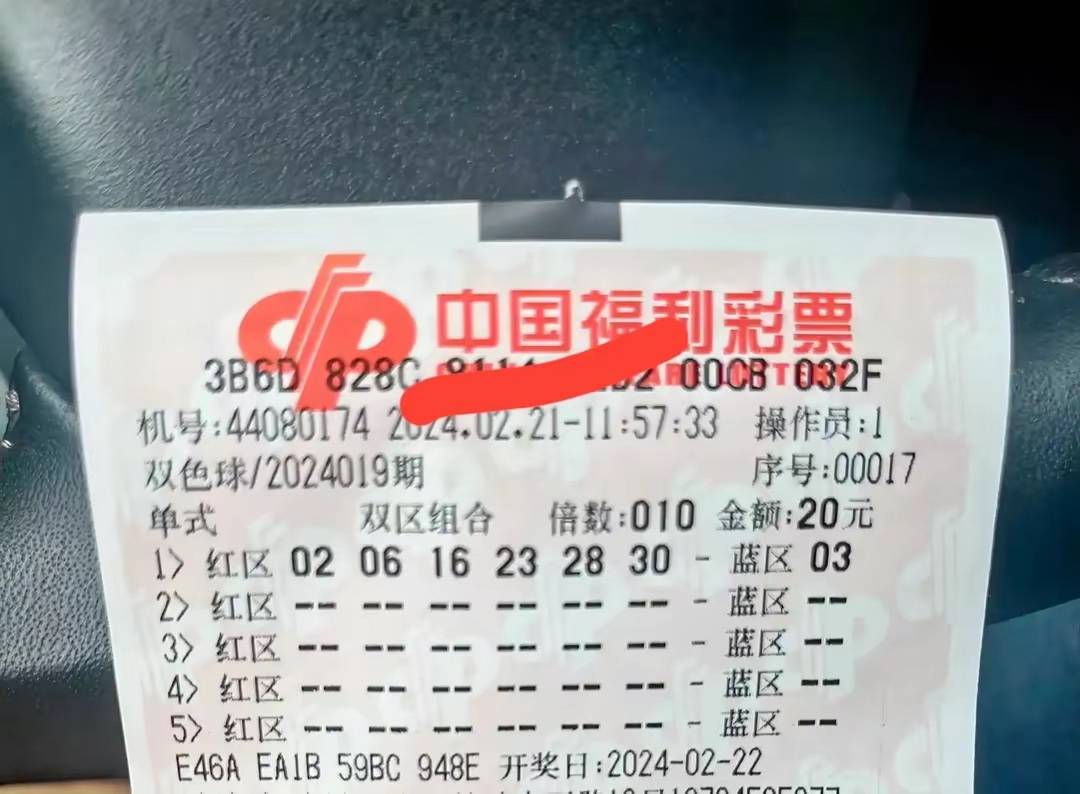 中国福利彩票
3B6D 828C 00CB 032F
机号:44080174 2024.02.21-11:57:33 操作员:1
双色球/2024019期 序号:00017
单式 双区组合 倍数:010 金额:20元
1> 红区 02 06 16 23 28 30 - 蓝区 03
2> 红区 -- -- -- -- -- -- - 蓝区 --
3> 红区 -- -- -- -- -- -- - 蓝区 --
4> 红区 -- -- -- -- -- -- - 蓝区 --
5> 红区 -- -- -- -- -- -- - 蓝区 --
E46A EA1B 59BC 948E 开奖日:2024-02-22